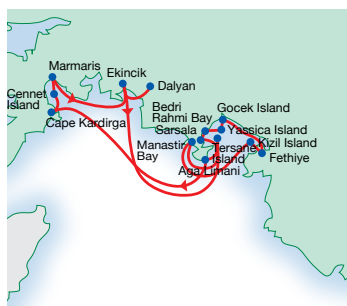 Marmaris
Ekincik
Dalyan
Cennet
Island
Cape Kardirga
Bedri
Rahmi Bay
Gocek Island
Sarsala
Yassica Island
Manastir
Bay
Tersane
Island
Kizil Island
Fethiye
Aga Limani